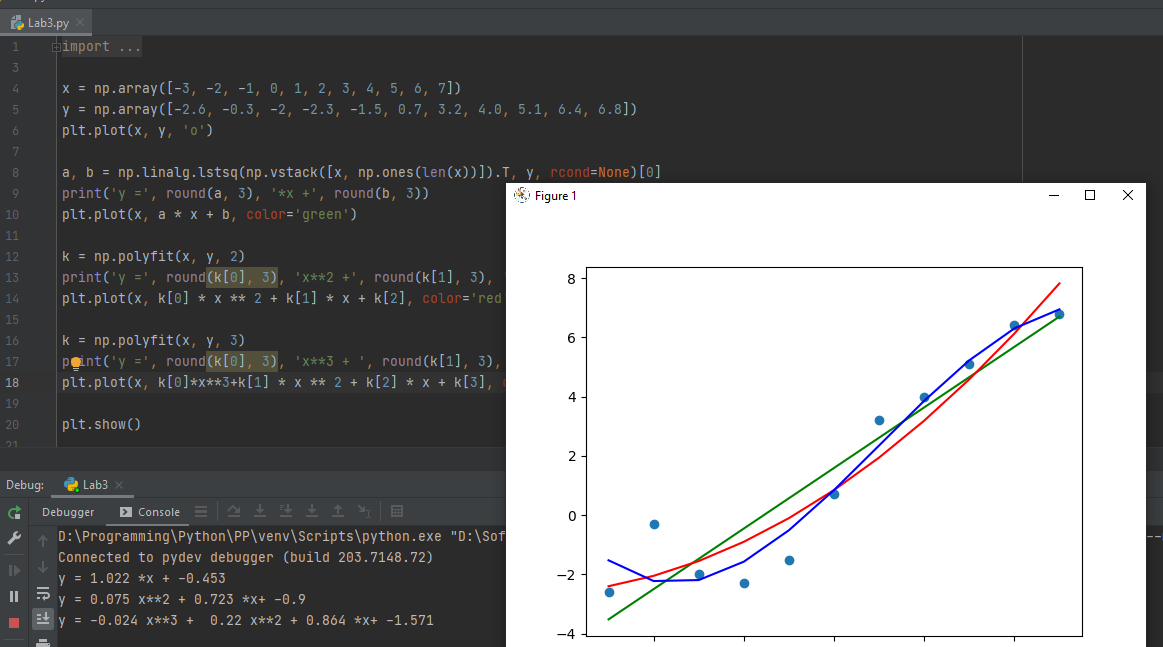 Lab3.py
1 import ...
3
4 x = np.array([-3, -2, -1, 0, 1, 2, 3, 4, 5, 6, 7])
5 y = np.array([-2.6, -0.3, -2, -2.3, -1.5, 0.7, 3.2, 4.0, 5.1, 6.4, 6.8])
6 plt.plot(x, y, 'o')
7
8 a, b = np.linalg.lstsq(np.vstack([x, np.ones(len(x))]).T, y, rcond=None)[0]
9 print('y =', round(a, 3), '*x +', round(b, 3))
10 plt.plot(x, a * x + b, color='green')
11
12 k = np.polyfit(x, y, 2)
13 print('y =', round(k[0], 3), 'x**2 +', round(k[1], 3),
14 plt.plot(x, k[0] * x ** 2 + k[1] * x + k[2], color='red'
15
16 k = np.polyfit(x, y, 3)
17 print('y =', round(k[0], 3), 'x**3 + ', round(k[1], 3),
18 plt.plot(x, k[0]*x**3+k[1] * x ** 2 + k[2] * x + k[3],
19
20 plt.show()
21
Figure 1
8
6
4
2
0
−2
−4
Debug: Lab3
Debugger Console
D:\Programming\Python\PP\venv\Scripts\python.exe "D:\Sof
Connected to pydev debugger (build 203.7148.72)
y = 1.022 *x + -0.453
y = 0.075 x**2 + 0.723 *x+ -0.9
y = -0.024 x**3 +  0.22 x**2 + 0.864 *x+ -1.571
--